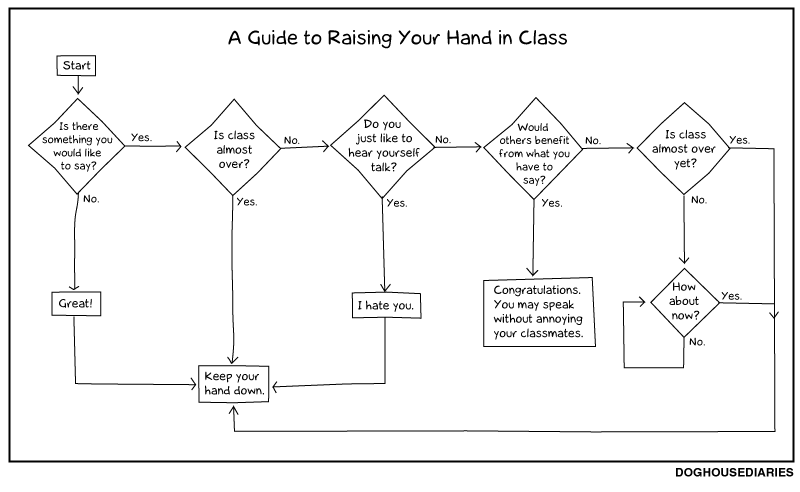 A Guide to Raising Your Hand in Class
Start
Is there
something you
would like
to say?
Yes.
No.
Great!
Is class
almost
over?
No.
Yes.
Keep your
hand down.
Do you
just like to
hear yourself
talk?
No.
Yes.
I hate you.
Would
others benefit
from what you
have to
say?
No.
Yes.
Congratulations.
You may speak
without annoying
your classmates.
Is class
almost over
yet?
Yes.
No.
How
about
now?
Yes.
No.
DOGHOUSEDIARIES